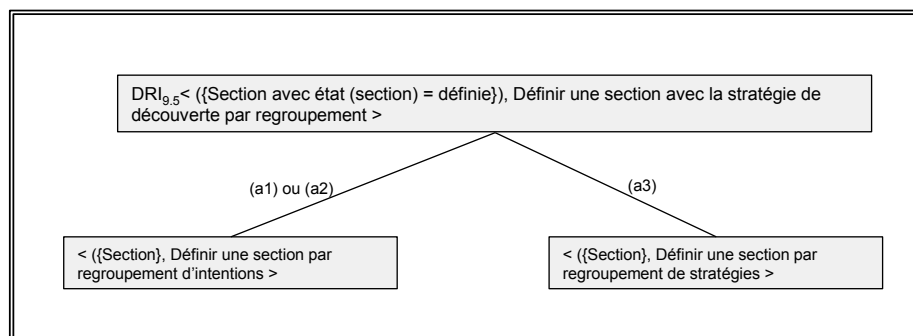 DRI9.5< ({Section avec état (section) = définie}), Définir une section avec la stratégie de
découverte par regroupement >
(a1) ou (a2)
(a3)
< ({Section}, Définir une section par
regroupement d’intentions >
< ({Section}, Définir une section par
regroupement de stratégies >